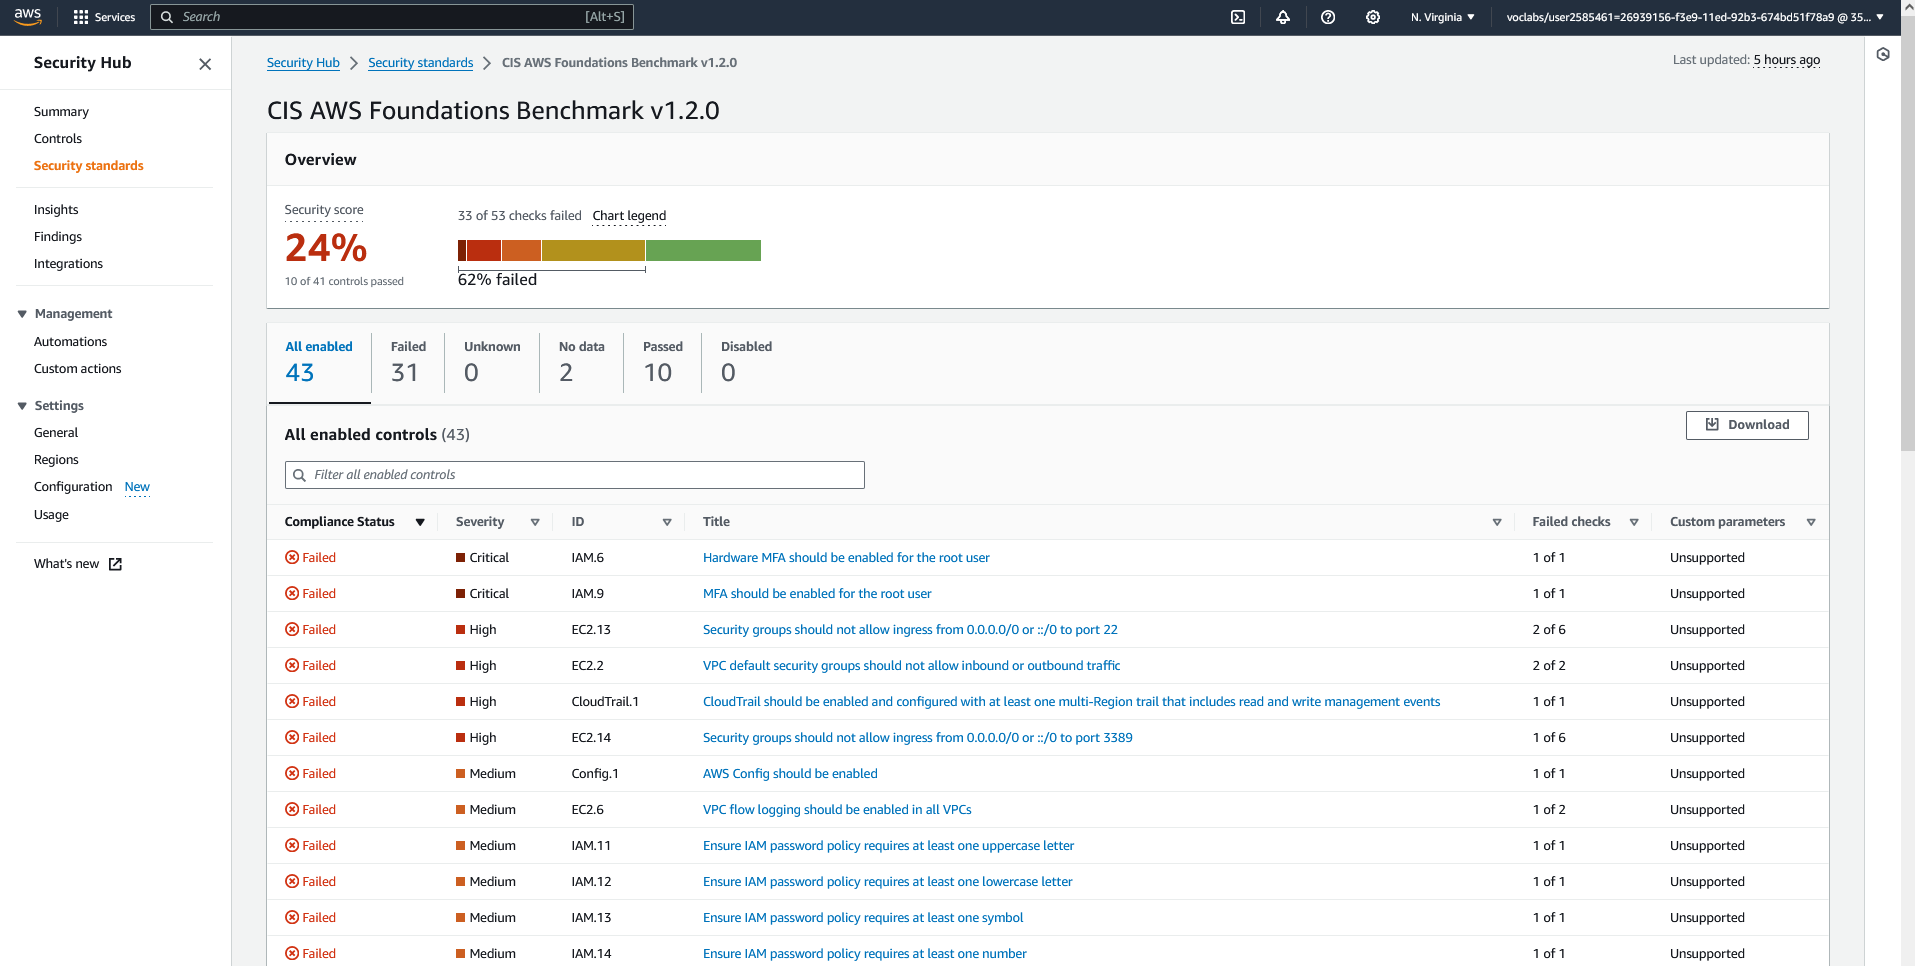 aws
Services
Search [Alt+S]
N. Virginia
voclabs/user2585461=26939156-f3e9-11ed-92b3-674bd51f78a9 @ 35...
Security Hub
Summary
Controls
Security standards
Insights
Findings
Integrations
Management
Automations
Custom actions
Settings
General
Regions
Configuration New
Usage
What's new
Security Hub > Security standards > CIS AWS Foundations Benchmark v1.2.0
Last updated: 5 hours ago
CIS AWS Foundations Benchmark v1.2.0
Overview
Security score
24%
10 of 41 controls passed
33 of 53 checks failed Chart legend
62% failed
All enabled 43
Failed 31
Unknown 0
No data 2
Passed 10
Disabled 0
All enabled controls (43)
Download
Filter all enabled controls
Compliance Status Severity ID Title Failed checks Custom parameters
Failed Critical IAM.6 Hardware MFA should be enabled for the root user 1 of 1 Unsupported
Failed Critical IAM.9 MFA should be enabled for the root user 1 of 1 Unsupported
Failed High EC2.13 Security groups should not allow ingress from 0.0.0.0/0 or ::/0 to port 22 2 of 6 Unsupported
Failed High EC2.2 VPC default security groups should not allow inbound or outbound traffic 2 of 2 Unsupported
Failed High CloudTrail.1 CloudTrail should be enabled and configured with at least one multi-Region trail that includes read and write management events 1 of 1 Unsupported
Failed High EC2.14 Security groups should not allow ingress from 0.0.0.0/0 or ::/0 to port 3389 1 of 6 Unsupported
Failed Medium Config.1 AWS Config should be enabled 1 of 1 Unsupported
Failed Medium EC2.6 VPC flow logging should be enabled in all VPCs 1 of 2 Unsupported
Failed Medium IAM.11 Ensure IAM password policy requires at least one uppercase letter 1 of 1 Unsupported
Failed Medium IAM.12 Ensure IAM password policy requires at least one lowercase letter 1 of 1 Unsupported
Failed Medium IAM.13 Ensure IAM password policy requires at least one symbol 1 of 1 Unsupported
Failed Medium IAM.14 Ensure IAM password policy requires at least one number 1 of 1 Unsupported